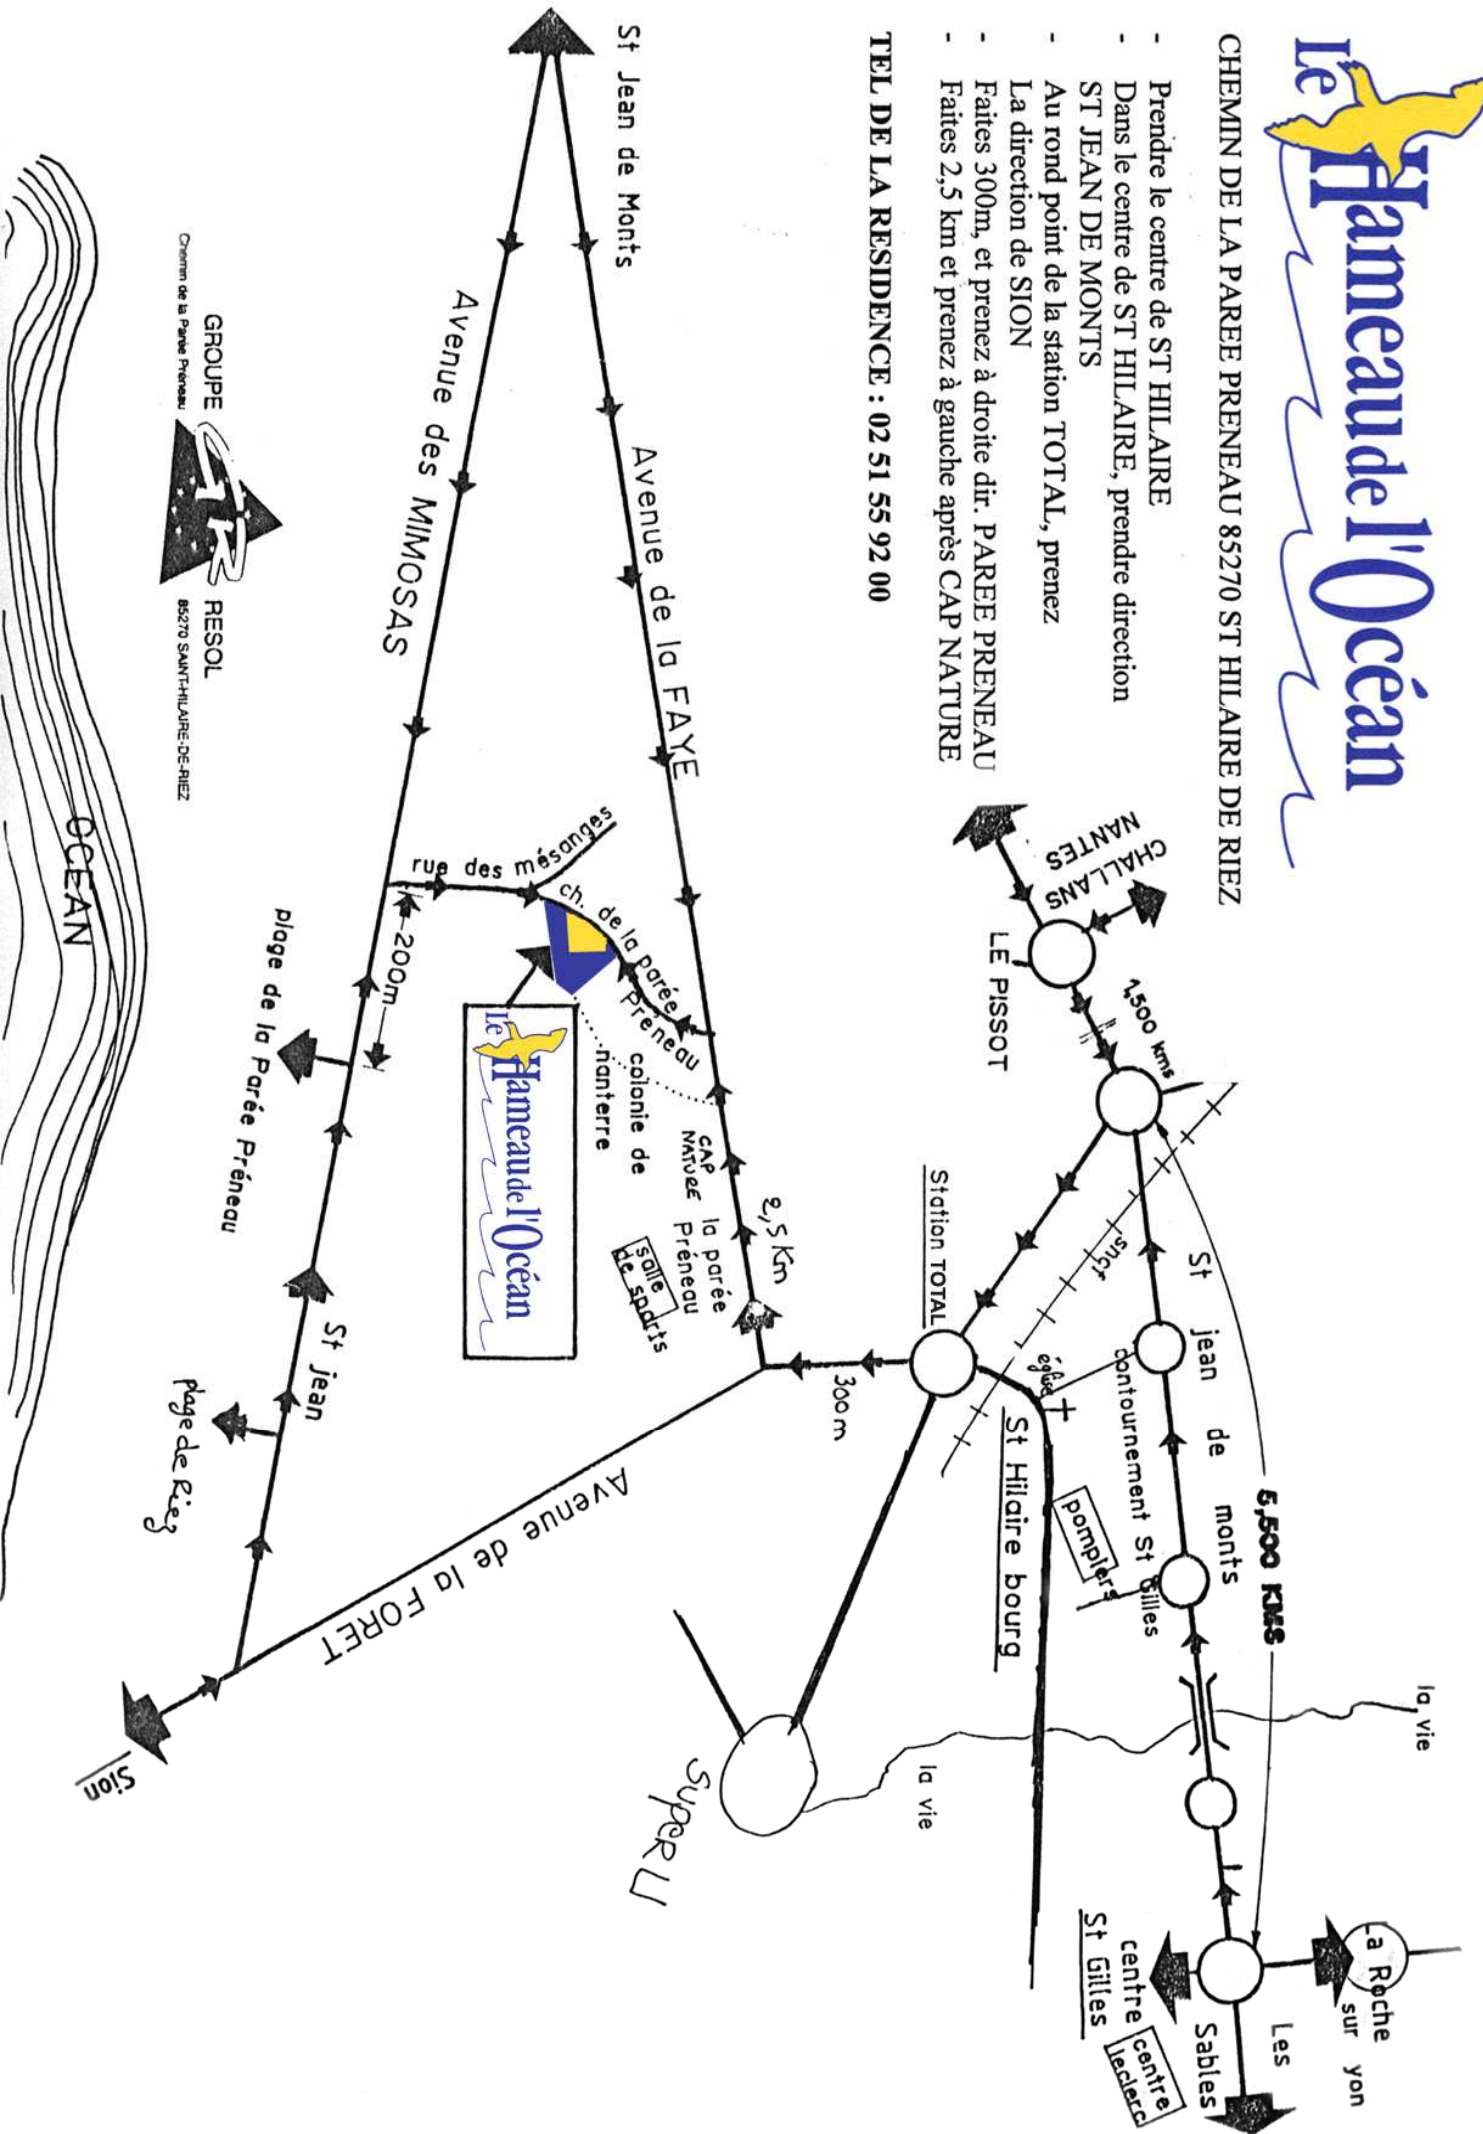 Le Hameau de l'Océan
CHEMIN DE LA PAREE PRENEAU 85270 ST HILAIRE DE RIEZ
- Prendre le centre de ST HILAIRE
- Dans le centre de ST HILAIRE, prendre direction
ST JEAN DE MONTS
- Au rond point de la station TOTAL, prenez
La direction de SION
- Faites 300m, et prenez à droite dir. PAREE PRENEAU
- Faites 2,5 km et prenez à gauche après CAP NATURE
TEL DE LA RESIDENCE : 02 51 55 92 00
CHALLANS
NANTES
LE PISSOT
1,500 kms
5,500 KMS
St jean de monts
contournement St Gilles
sncf
église
pompiers
St Hilaire bourg
Station TOTAL
la vie
la vie
La Roche
sur yon
Les
Sables
centre
St Gilles
centre
leclerc
SUPER U
300m
2,5 Km
St Jean de Monts
Avenue de la FAYE
Avenue des MIMOSAS
rue des mésanges
ch. de la parée
Préneau
colonie de
nanterre
CAP
NATURE
la parée
Préneau
salle
de sports
Le Hameau de l'Océan
200m
Avenue de la FORET
St jean
plage de la Parée Préneau
plage de Riez
Sion
GROUPE GR RESOL
Chemin de la Parée Préneau 85270 SAINT-HILAIRE-DE-RIEZ
OCEAN